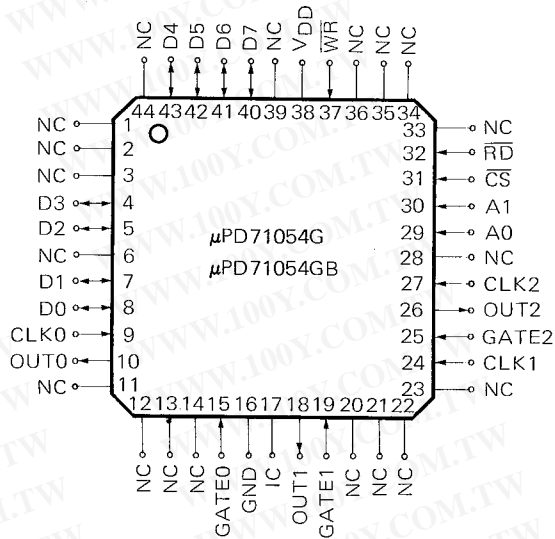 NC D4 D5 D6 D7 NC VDD WR NC NC NC
44 43 42 41 40 39 38 37 36 35 34
NC 1 33 NC
NC 2 32 RD
NC 3 31 CS
D3 4 30 A1
D2 5 29 A0
NC 6 28 NC
D1 7 27 CLK2
D0 8 26 OUT2
CLK0 9 25 GATE2
OUT0 10 24 CLK1
NC 11 23 NC
μPD71054G
μPD71054GB
12 13 14 15 16 17 18 19 20 21 22
NC NC NC GATE0 GND IC OUT1 GATE1 NC NC NC
WWW.100Y.COM.TW